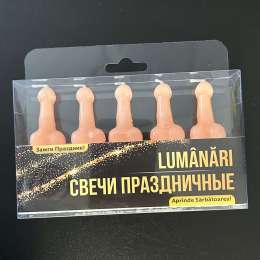 Зажги Праздник!
LUMÂNĂRI
СВЕЧИ ПРАЗДНИЧНЫЕ
Aprinde Sărbătoarea!